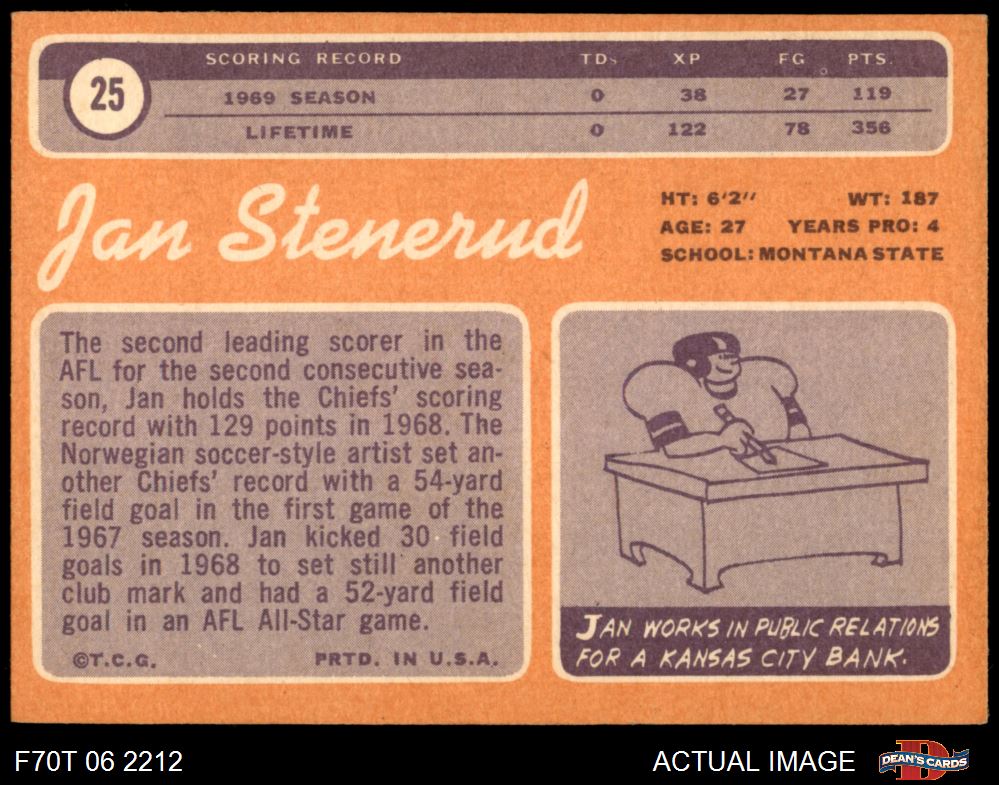 25
SCORING RECORD TD's XP FG PTS.
1969 SEASON 0 38 27 119
LIFETIME 0 122 78 356
Jan Stenerud
HT: 6'2" WT: 187
AGE: 27 YEARS PRO: 4
SCHOOL: MONTANA STATE
The second leading scorer in the
AFL for the second consecutive sea-
son, Jan holds the Chiefs' scoring
record with 129 points in 1968. The
Norwegian soccer-style artist set an-
other Chiefs' record with a 54-yard
field goal in the first game of the
1967 season. Jan kicked 30 field
goals in 1968 to set still another
club mark and had a 52-yard field
goal in an AFL All-Star game.
©T.C.G. PRTD. IN U.S.A.
JAN WORKS IN PUBLIC RELATIONS
FOR A KANSAS CITY BANK.
F70T 06 2212 ACTUAL IMAGE DEAN'S CARDS